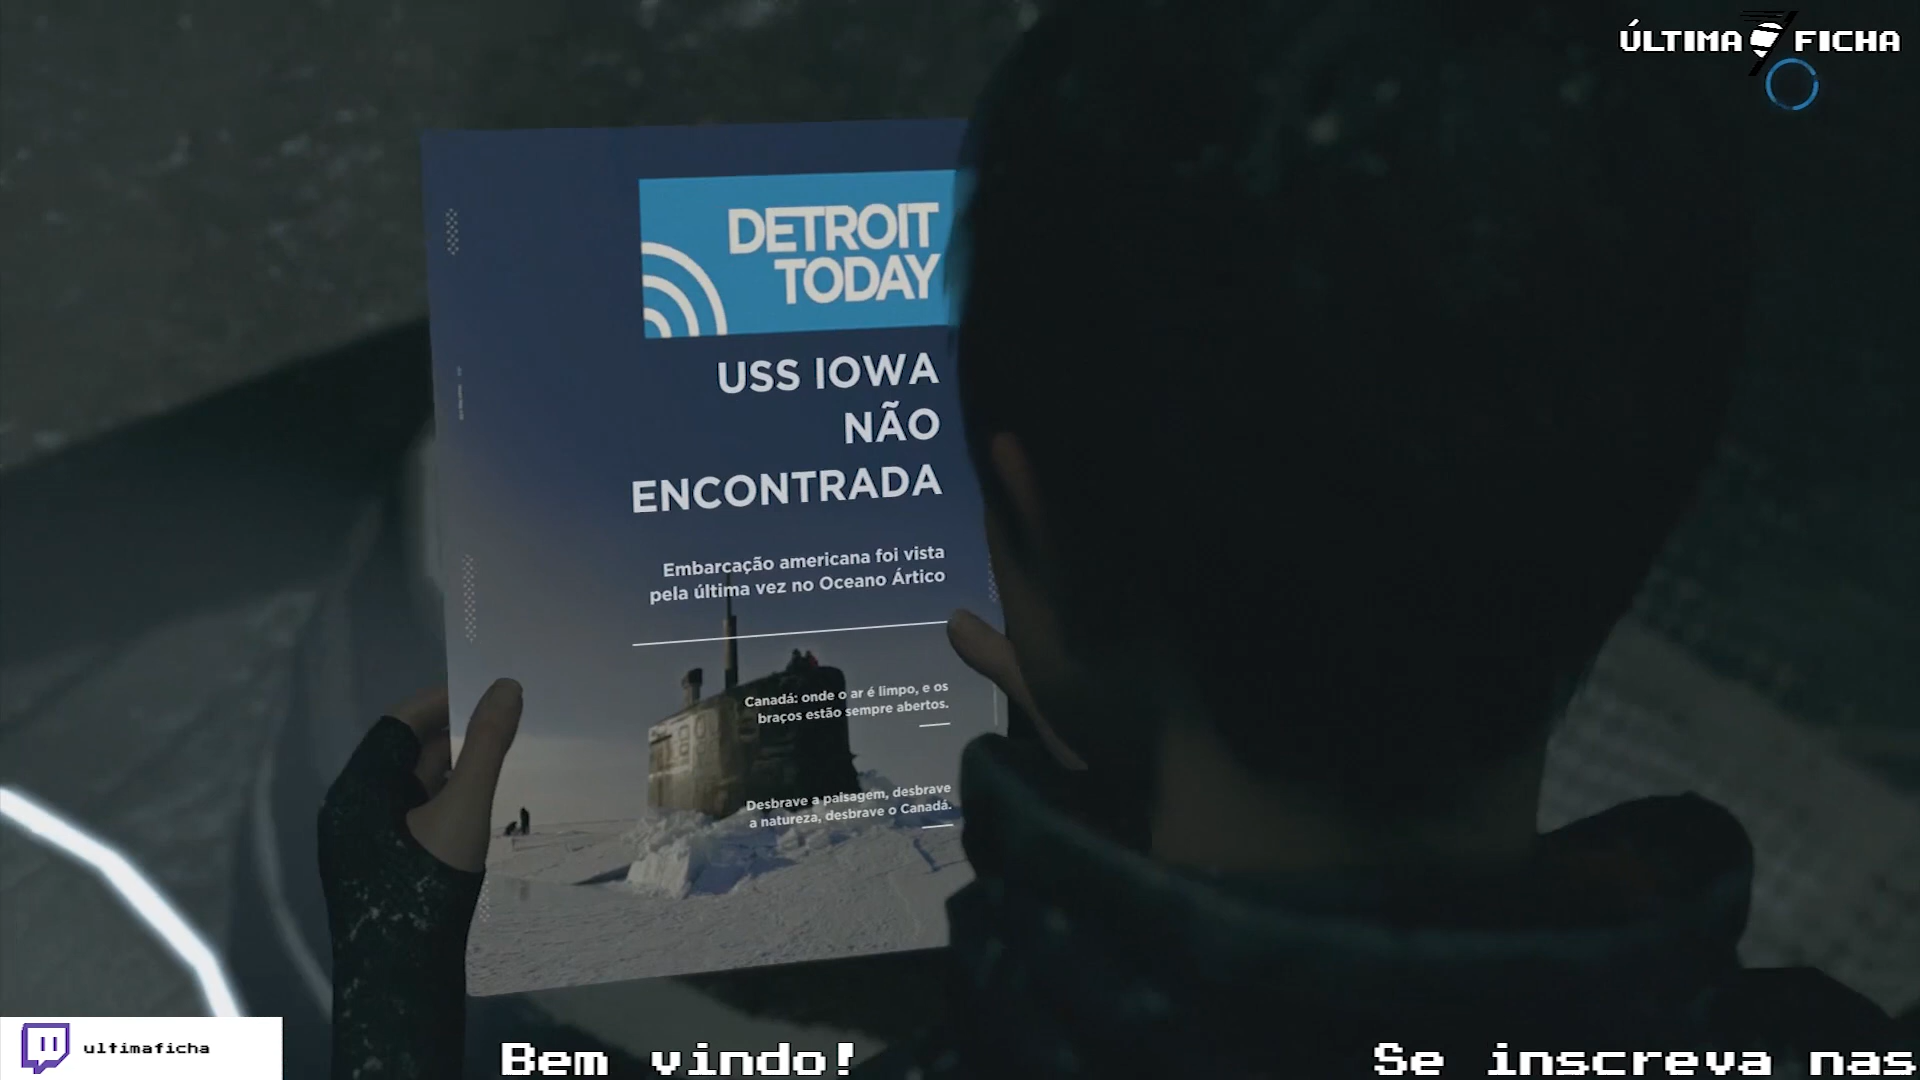 ÚLTIMA FICHA
DETROIT
TODAY
USS IOWA
NÃO
ENCONTRADA
Embarcação americana foi vista
pela última vez no Oceano Ártico
Canadá: onde o ar é limpo, e os
braços estão sempre abertos.
Desbrave a paisagem, desbrave
a natureza, desbrave o Canadá.
ultimaficha
Bem vindo!
Se inscreva nas